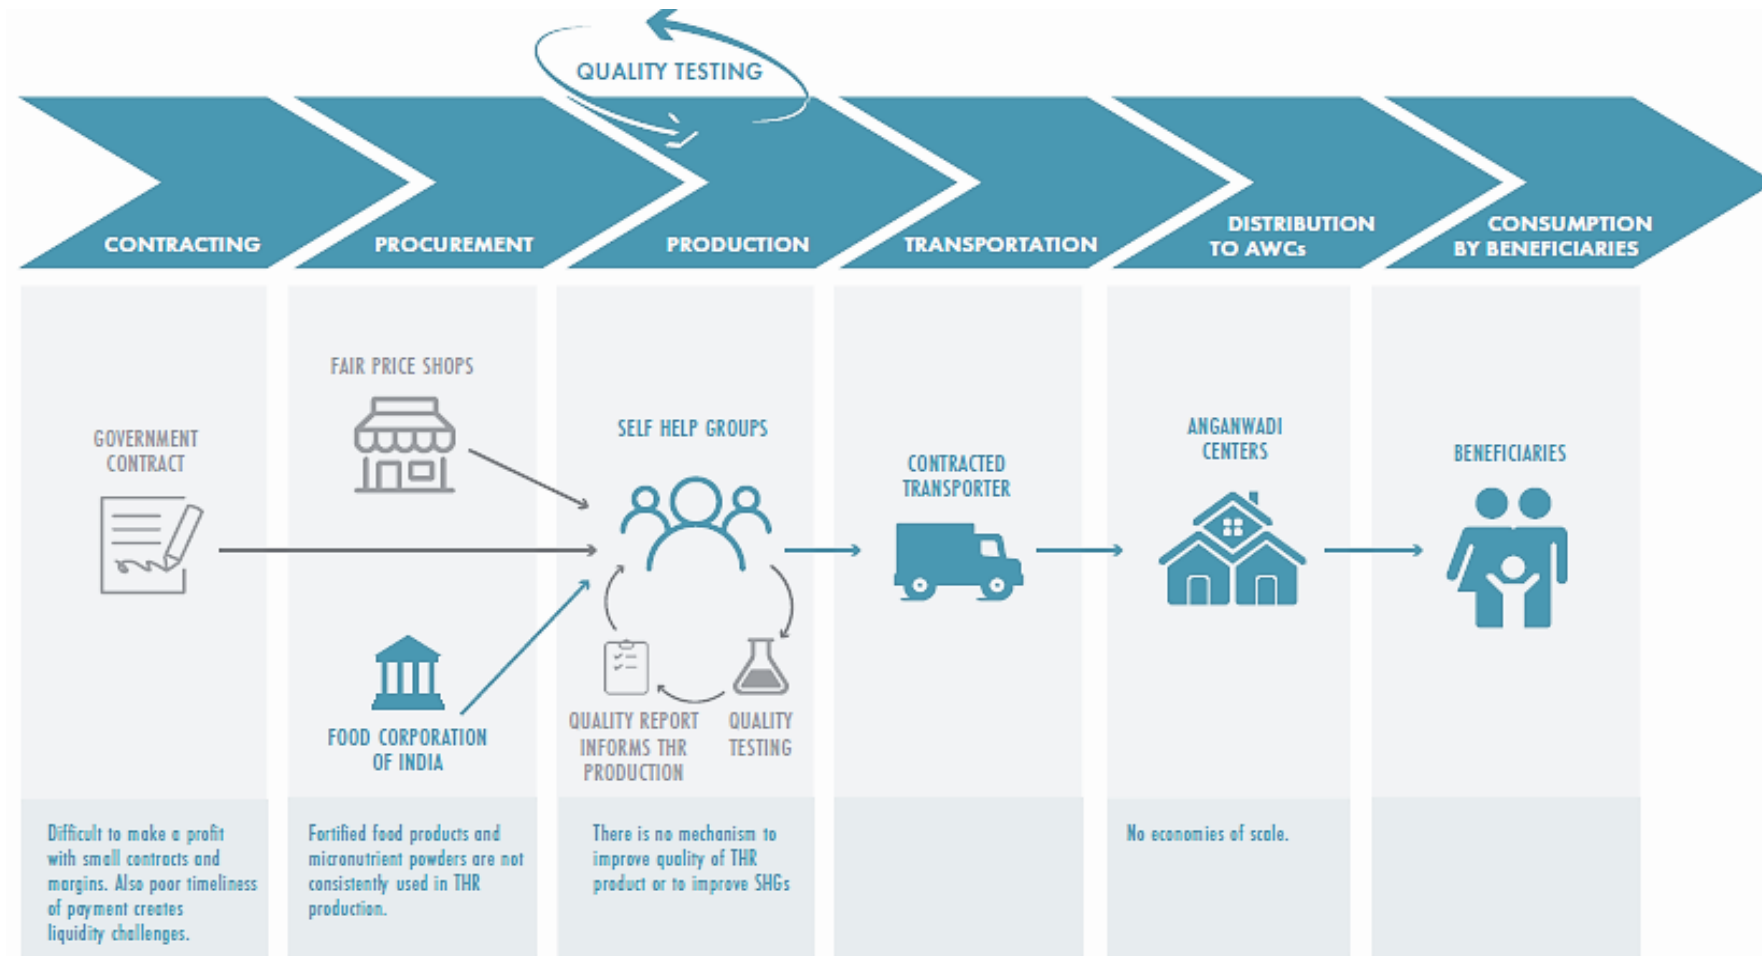 QUALITY TESTING
CONTRACTING
PROCUREMENT
PRODUCTION
TRANSPORTATION
DISTRIBUTION
TO AWCs
CONSUMPTION
BY BENEFICIARIES
GOVERNMENT
CONTRACT
FAIR PRICE SHOPS
FOOD CORPORATION
OF INDIA
SELF HELP GROUPS
QUALITY REPORT
INFORMS THR
PRODUCTION
QUALITY
TESTING
CONTRACTED
TRANSPORTER
ANGANWADI
CENTERS
BENEFICIARIES
Difficult to make a profit
with small contracts and
margins. Also poor timeliness
of payment creates
liquidity challenges.
Fortified food products and
micronutrient powders are not
consistently used in THR
production.
There is no mechanism to
improve quality of THR
product or to improve SHGs
No economies of scale.